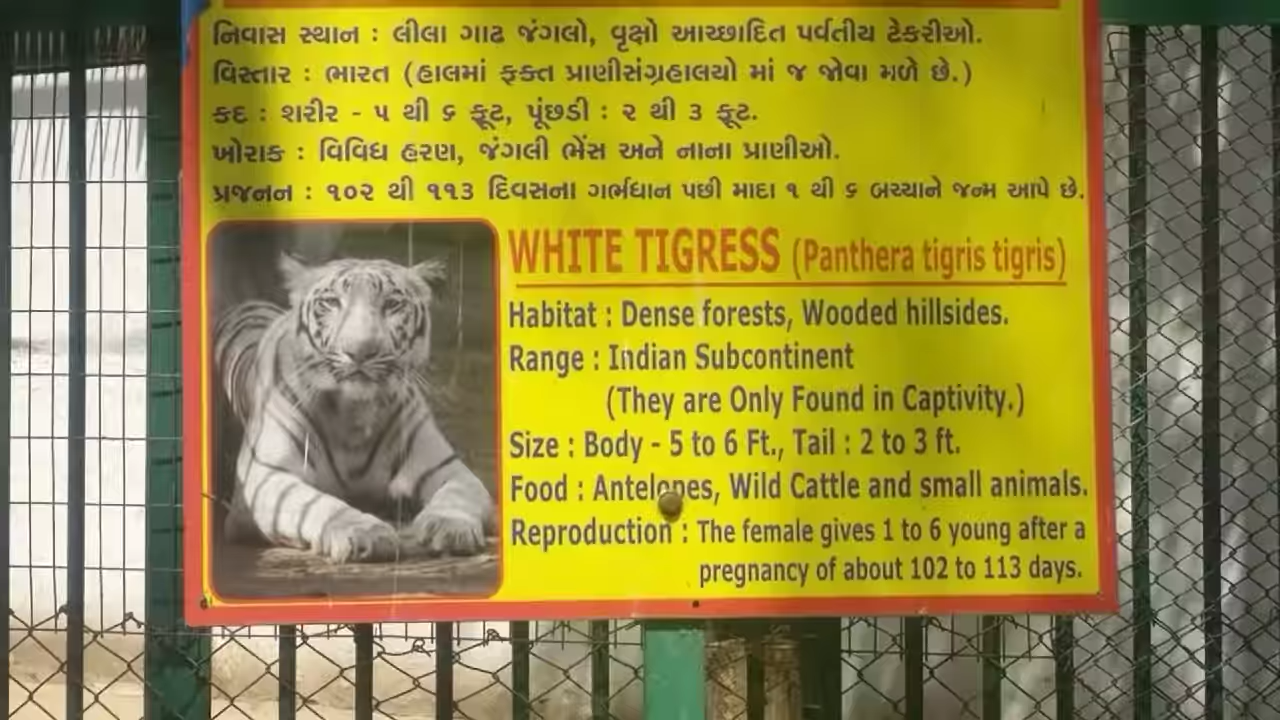 નિવાસ સ્થાન : લીલા ગાઢ જંગલો, વૃક્ષો આચ્છાદિત પર્વતીય ટેકરીઓ.
વિસ્તાર : ભારત (હાલમાં ફક્ત પ્રાણીસંગ્રહાલયો માં જ જોવા મળે છે.)
કદ : શરીર - ૫ થી ૬ ફૂટ, પૂંછડી : ૨ થી ૩ ફૂટ.
ખોરાક : વિવિધ હરણ, જંગલી ભેંસ અને નાના પ્રાણીઓ.
પ્રજનન : ૧૦૨ થી ૧૧૩ દિવસના ગર્ભધાન પછી માદા ૧ થી ૬ બચ્ચાને જન્મ આપે છે.
WHITE TIGRESS (Panthera tigris tigris)
Habitat : Dense forests, Wooded hillsides.
Range : Indian Subcontinent
(They are Only Found in Captivity.)
Size : Body - 5 to 6 Ft., Tail : 2 to 3 ft.
Food : Antelopes, Wild Cattle and small animals.
Reproduction : The female gives 1 to 6 young after a
pregnancy of about 102 to 113 days.